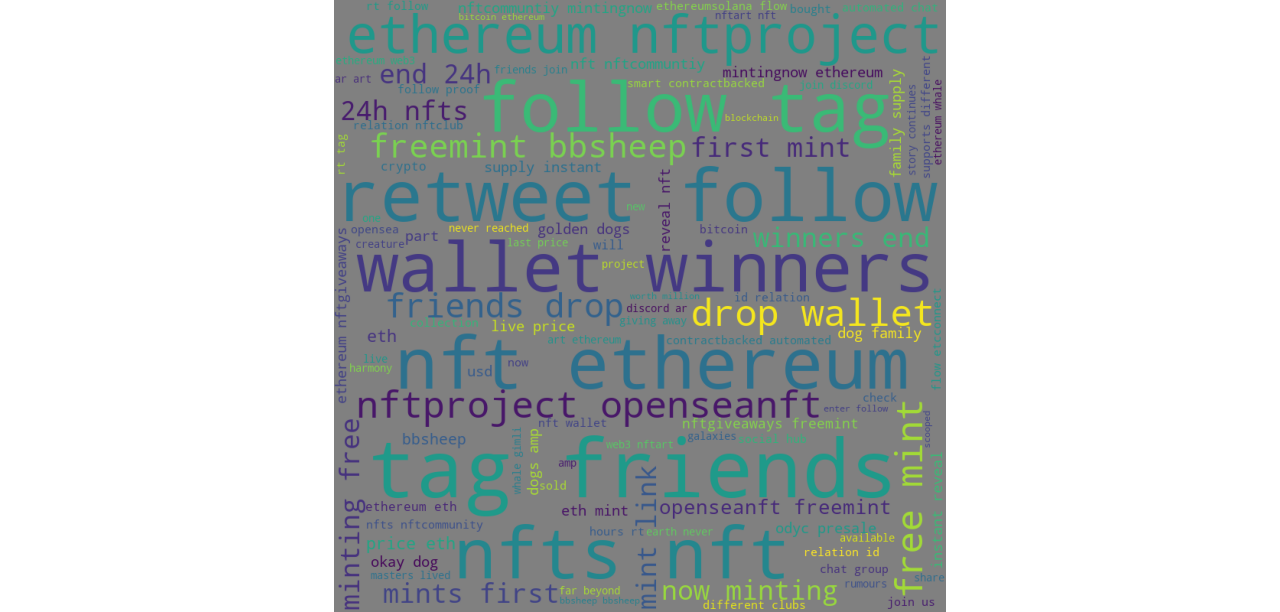 rt follow
nftcommunity mintingnow
ethereumsolana flow
bought
bitcoin ethereum
nftart nft
ethereum nftproject
ar art
end 24h
friends join
nft nftcommuntiy
mintingnow ethereum
follow proof
smart contractbacked
24h nfts
follow tag
blockchain
relation nftclub
rt tag
freemint bbsheep
first mint
family supply
story continues
supports different
ethereum whale
crypto
supply instant
retweet follow
new
reveal nft
opensea
part
never reached
golden dogs
bitcoin
winners end
creature
last price
will
wallet winners
project
ethereum nftgiveaways
friends drop
worth million
id relation
discord ar
drop wallet
giving away
live price
dog family
eth
art ethereum
contractbacked automated
live
harmony
nft ethereum
usd
now
nftproject openseanft
check
enter follow
nft wallet
nftgiveaways freemint
bbsheep
web3 nftart
galaxies
scooped
tag friends
whale gimli
dogs amp
amp
sold
minting free
free mint
instant reveal
ethereum eth
eth mint
mint link
openseanft freemint
nfts nftcommunity
hours rt
earth never
odyc presale
price eth
nfts nft
available
relation id
okay dog
chat group
masters lived
rumours
share
mints first
far beyond
now minting
bbsheep bbsheep
different clubs
join us